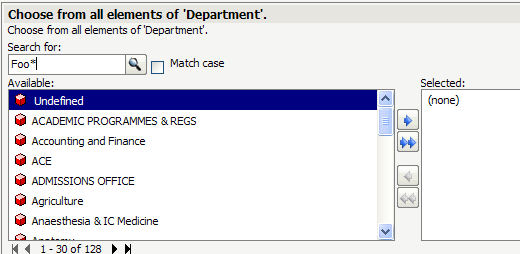 Choose from all elements of 'Department'.
Choose from all elements of 'Department'.
Search for:
Foo*
Match case
Available:
Undefined
ACADEMIC PROGRAMMES & REGS
Accounting and Finance
ACE
ADMISSIONS OFFICE
Agriculture
Anaesthesia & IC Medicine
Anatomy
1 - 30 of 128
Selected:
(none)